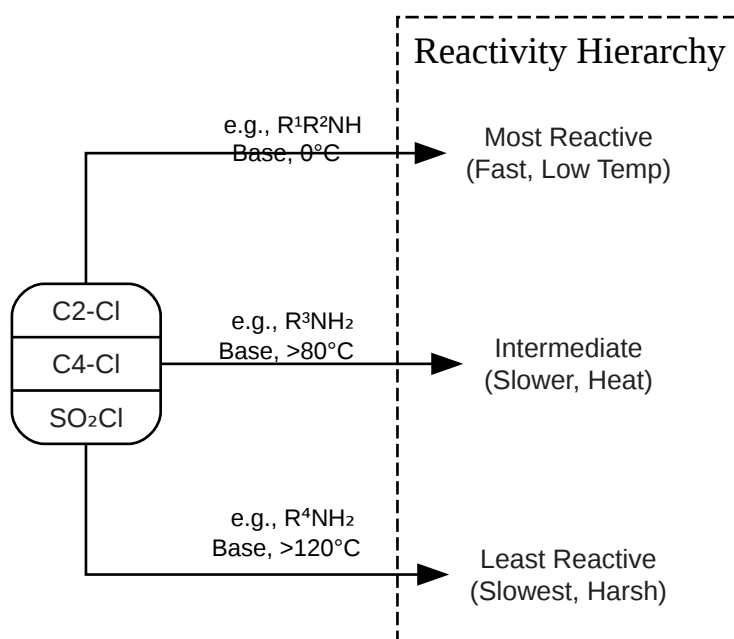 Reactivity Hierarchy
e.g., R¹R²NH
Base, 0°C
Most Reactive
(Fast, Low Temp)
C2-Cl
C4-Cl
SO₂Cl
e.g., R³NH₂
Base, >80°C
Intermediate
(Slower, Heat)
e.g., R⁴NH₂
Base, >120°C
Least Reactive
(Slowest, Harsh)